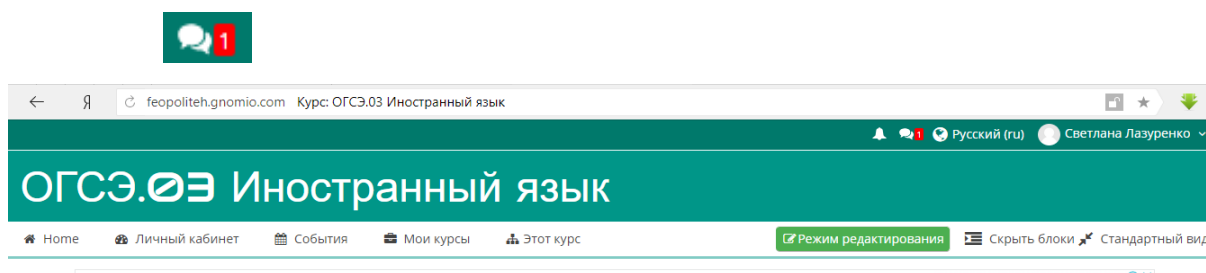 1
Я feopoliteh.gnomio.com Курс: ОГСЭ.03 Иностранный язык
1 Русский (ru) Светлана Лазуренко
ОГСЭ.03 Иностранный язык
Home Личный кабинет События Мои курсы Этот курс Режим редактирования Скрыть блоки Стандартный вид